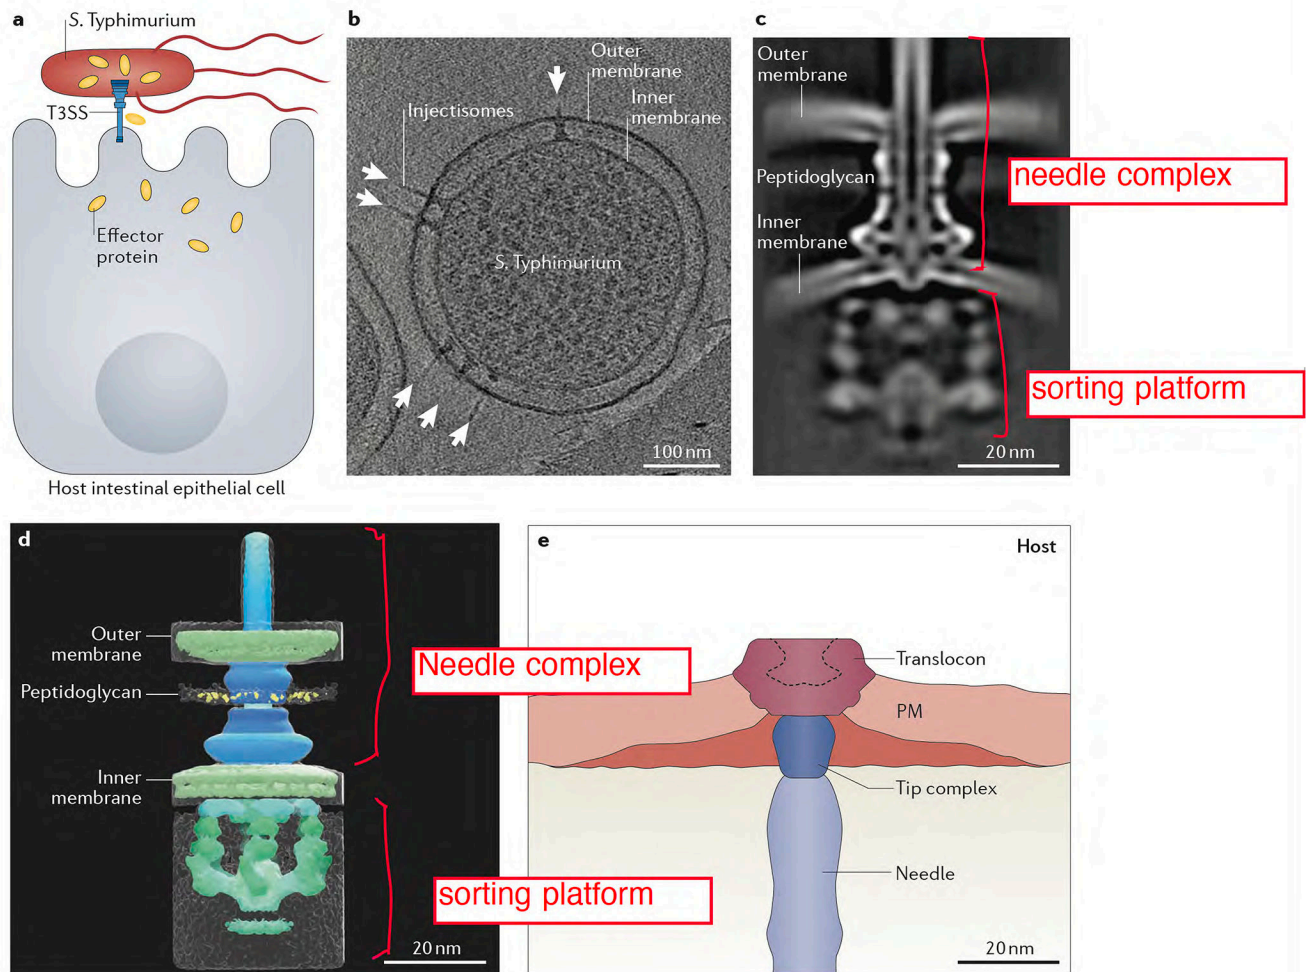 a
S. Typhimurium
T3SS
Effector
protein
Host intestinal epithelial cell
b
Outer
membrane
Inner
membrane
Injectisomes
S. Typhimurium
100 nm
c
Outer
membrane
Peptidoglycan
Inner
membrane
20 nm
needle complex
sorting platform
d
Outer
membrane
Peptidoglycan
Inner
membrane
20 nm
Needle complex
sorting platform
e
Host
Translocon
PM
Tip complex
Needle
20 nm